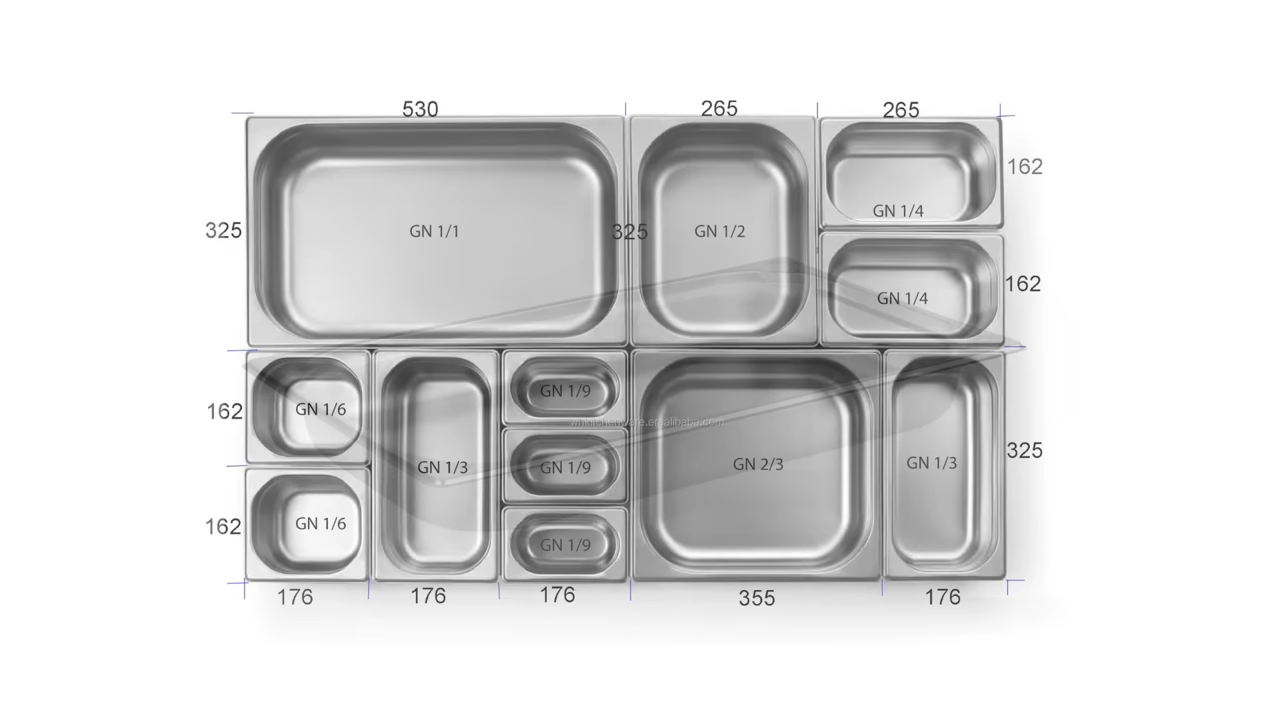 530
265
265
162
GN 1/4
325
GN 1/1
325
GN 1/2
162
GN 1/4
162
GN 1/6
GN 1/3
GN 1/9
GN 1/9
GN 1/9
GN 2/3
GN 1/3
325
162
GN 1/6
176
176
176
355
176